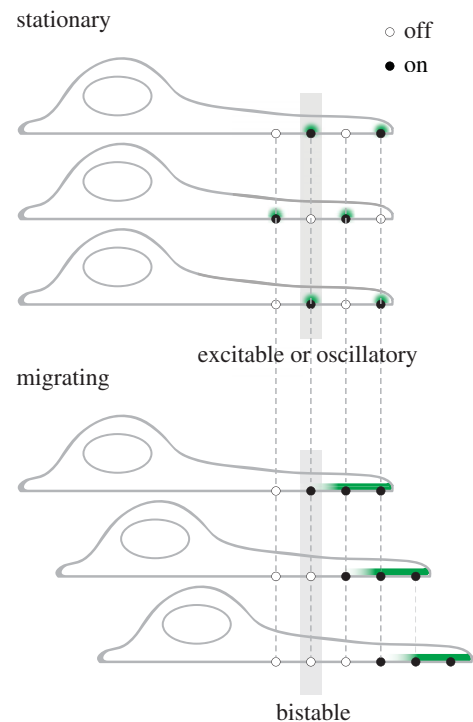 stationary
off
on
excitable or oscillatory
migrating
bistable